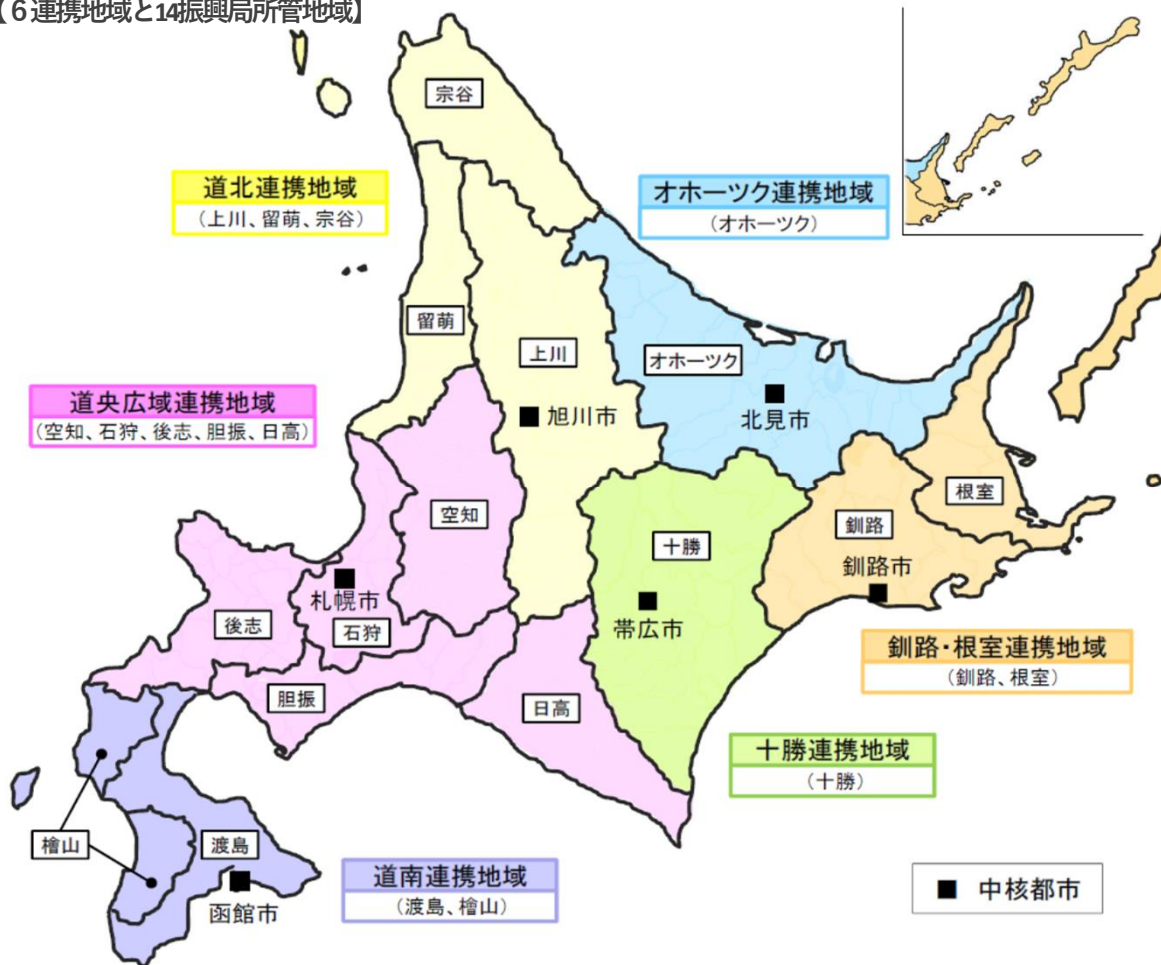 【６連携地域と14振興局所管地域】
宗谷
道北連携地域
（上川、留萌、宗谷）
オホーツク連携地域
（オホーツク）
留萌
上川
オホーツク
旭川市
北見市
道央広域連携地域
（空知、石狩、後志、胆振、日高）
空知
根室
釧路
十勝
釧路市
札幌市
後志
石狩
帯広市
釧路・根室連携地域
（釧路、根室）
胆振
日高
十勝連携地域
（十勝）
檜山
渡島
道南連携地域
（渡島、檜山）
函館市
■ 中核都市